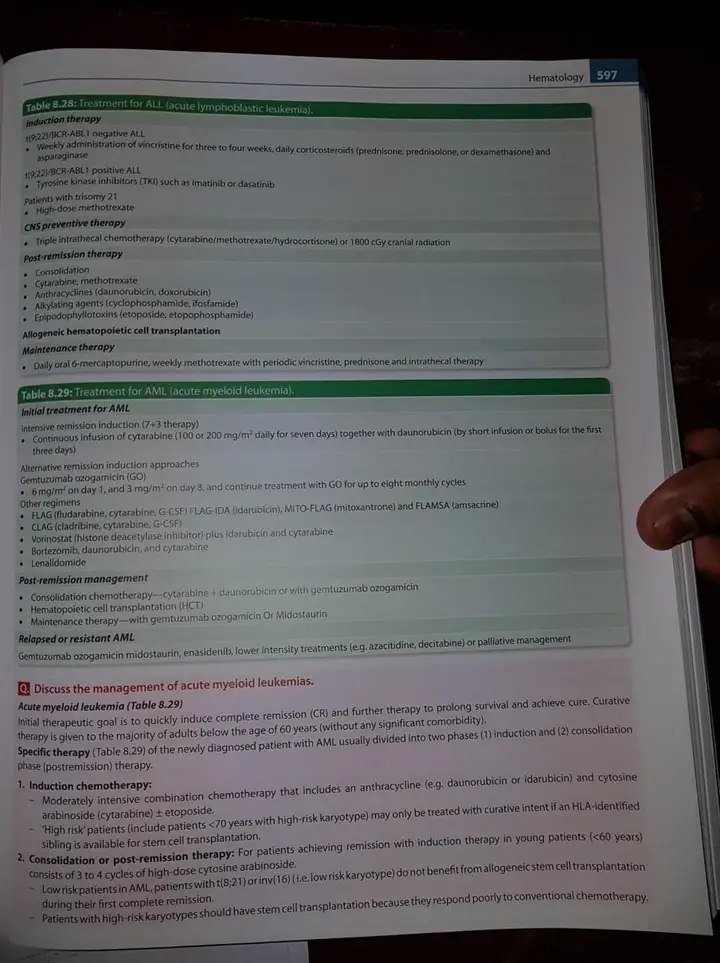 Hematology 597
Table 8.28: Treatment for ALL (acute lymphoblastic leukemia).
Induction therapy
t(9;22)/BCR-ABL1 negative ALL
• Weekly administration of vincristine for three to four weeks, daily corticosteroids (prednisone, prednisolone, or dexamethasone) and
asparaginase
t(9;22)/BCR-ABL1 positive ALL
• Tyrosine kinase inhibitors (TKI) such as imatinib or dasatinib
Patients with trisomy 21
• High-dose methotrexate
CNS preventive therapy
• Triple intrathecal chemotherapy (cytarabine/methotrexate/hydrocortisone) or 1800 cGy cranial radiation
Post-remission therapy
• Consolidation
• Cytarabine, methotrexate
• Anthracyclines (daunorubicin, doxorubicin)
• Alkylating agents (cyclophosphamide, ifosfamide)
• Epipodophyllotoxins (etoposide, etopophosphamide)
Allogeneic hematopoietic cell transplantation
Maintenance therapy
• Daily oral 6-mercaptopurine, weekly methotrexate with periodic vincristine, prednisone and intrathecal therapy
Table 8.29: Treatment for AML (acute myeloid leukemia).
Initial treatment for AML
Intensive remission induction (7+3 therapy)
• Continuous infusion of cytarabine (100 or 200 mg/m² daily for seven days) together with daunorubicin (by short infusion or bolus for the first
three days)
Alternative remission induction approaches
Gemtuzumab ozogamicin (GO)
• 6 mg/m² on day 1, and 3 mg/m² on day 8, and continue treatment with GO for up to eight monthly cycles
Other regimens
• FLAG (fludarabine, cytarabine, G-CSF) FLAG-IDA (idarubicin), MITO-FLAG (mitoxantrone) and FLAMSA (amsacrine)
• CLAG (cladribine, cytarabine, G-CSF)
• Vorinostat (histone deacetylase inhibitor) plus idarubicin and cytarabine
• Bortezomib, daunorubicin, and cytarabine
• Lenalidomide
Post-remission management
• Consolidation chemotherapy—cytarabine + daunorubicin or with gemtuzumab ozogamicin
• Hematopoietic cell transplantation (HCT)
• Maintenance therapy—with gemtuzumab ozogamicin Or Midostaurin
Relapsed or resistant AML
Gemtuzumab ozogamicin midostaurin, enasidenib, lower intensity treatments (e.g. azacitidine, decitabine) or palliative management
Q. Discuss the management of acute myeloid leukemias.
Acute myeloid leukemia (Table 8.29)
Initial therapeutic goal is to quickly induce complete remission (CR) and further therapy to prolong survival and achieve cure. Curative
therapy is given to the majority of adults below the age of 60 years (without any significant comorbidity).
Specific therapy (Table 8.29) of the newly diagnosed patient with AML usually divided into two phases (1) induction and (2) consolidation
phase (postremission) therapy.
1. Induction chemotherapy:
– Moderately intensive combination chemotherapy that includes an anthracycline (e.g. daunorubicin or idarubicin) and cytosine
arabinoside (cytarabine) ± etoposide.
– 'High risk' patients (include patients <70 years with high-risk karyotype) may only be treated with curative intent if an HLA-identified
sibling is available for stem cell transplantation.
2. Consolidation or post-remission therapy: For patients achieving remission with induction therapy in young patients (<60 years)
consists of 3 to 4 cycles of high-dose cytosine arabinoside.
– Low risk patients in AML, patients with t(8;21) or inv(16) (i.e. low risk karyotype) do not benefit from allogeneic stem cell transplantation
during their first complete remission.
– Patients with high-risk karyotypes should have stem cell transplantation because they respond poorly to conventional chemotherapy.